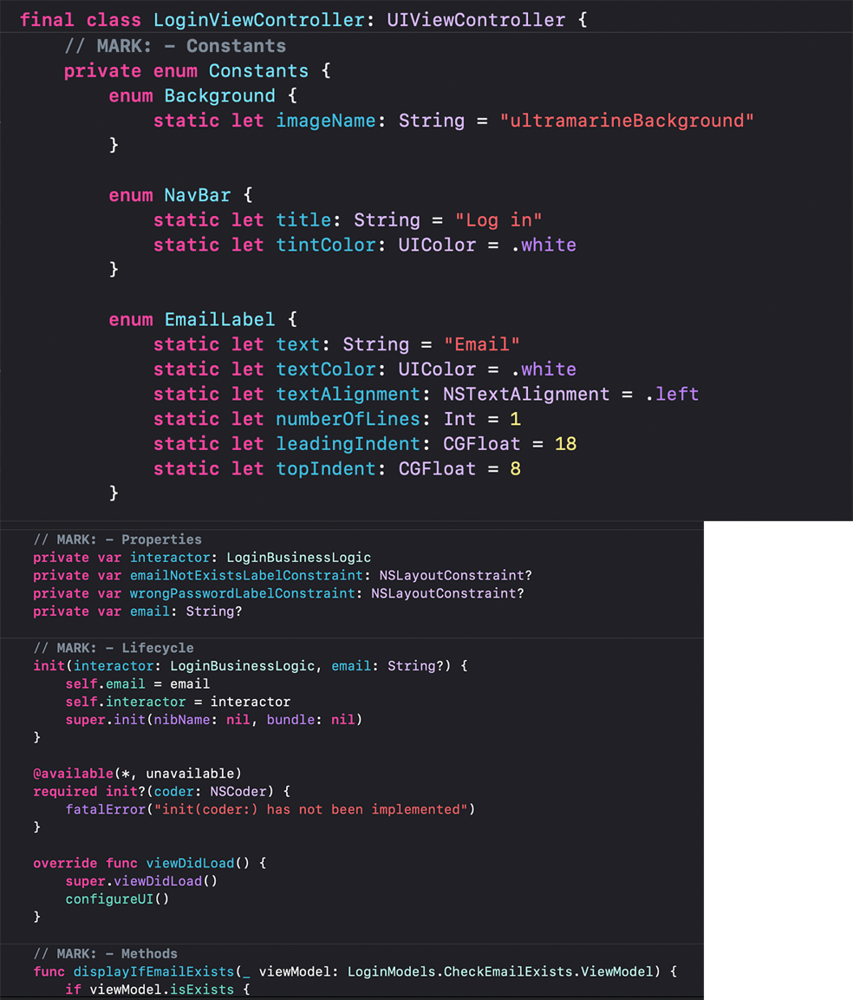 final class LoginViewController: UIViewController {
// MARK: - Constants
private enum Constants {
enum Background {
static let imageName: String = "ultramarineBackground"
}
enum NavBar {
static let title: String = "Log in"
static let tintColor: UIColor = .white
}
enum EmailLabel {
static let text: String = "Email"
static let textColor: UIColor = .white
static let textAlignment: NSTextAlignment = .left
static let numberOfLines: Int = 1
static let leadingIndent: CGFloat = 18
static let topIndent: CGFloat = 8
}
// MARK: - Properties
private var interactor: LoginBusinessLogic
private var emailNotExistsLabelConstraint: NSLayoutConstraint?
private var wrongPasswordLabelConstraint: NSLayoutConstraint?
private var email: String?
// MARK: - Lifecycle
init(interactor: LoginBusinessLogic, email: String?) {
self.email = email
self.interactor = interactor
super.init(nibName: nil, bundle: nil)
}
@available(*, unavailable)
required init?(coder: NSCoder) {
fatalError("init(coder:) has not been implemented")
}
override func viewDidLoad() {
super.viewDidLoad()
configureUI()
}
// MARK: - Methods
func displayIfEmailExists(_ viewModel: LoginModels.CheckEmailExists.ViewModel) {
if viewModel.isExists {